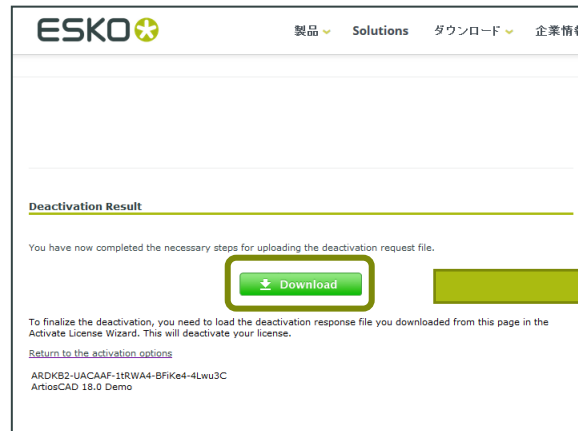 ESKO
製品 Solutions ダウンロード 企業情報
Deactivation Result
You have now completed the necessary steps for uploading the deactivation request file.
Download
To finalize the deactivation, you need to load the deactivation response file you downloaded from this page in the
Activate License Wizard. This will deactivate your license.
Return to the activation options
ARDKB2-UACAAF-1tRWA4-BFiKe4-4Lwu3C
ArtiosCAD 18.0 Demo